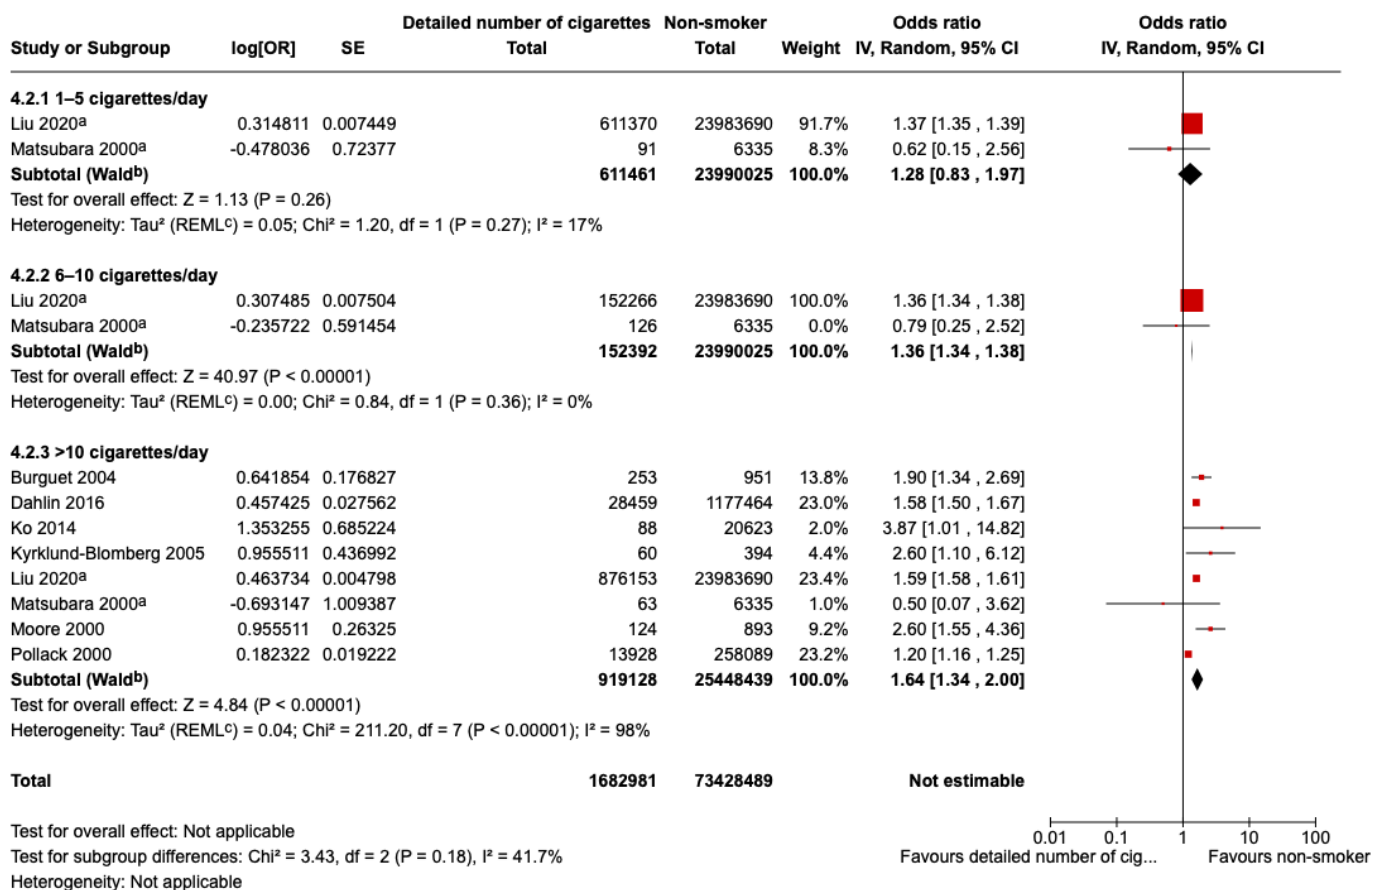 Detailed number of cigarettes Non-smoker Odds ratio Odds ratio
Study or Subgroup log[OR] SE Total Total Weight IV, Random, 95% CI IV, Random, 95% CI
4.2.1 1–5 cigarettes/day
Liu 2020ᵃ 0.314811 0.007449 611370 23983690 91.7% 1.37 [1.35 , 1.39]
Matsubara 2000ᵃ -0.478036 0.72377 91 6335 8.3% 0.62 [0.15 , 2.56]
Subtotal (Waldᵇ) 611461 23990025 100.0% 1.28 [0.83 , 1.97]
Test for overall effect: Z = 1.13 (P = 0.26)
Heterogeneity: Tau² (REMLᶜ) = 0.05; Chi² = 1.20, df = 1 (P = 0.27); I² = 17%
4.2.2 6–10 cigarettes/day
Liu 2020ᵃ 0.307485 0.007504 152266 23983690 100.0% 1.36 [1.34 , 1.38]
Matsubara 2000ᵃ -0.235722 0.591454 126 6335 0.0% 0.79 [0.25 , 2.52]
Subtotal (Waldᵇ) 152392 23990025 100.0% 1.36 [1.34 , 1.38]
Test for overall effect: Z = 40.97 (P < 0.00001)
Heterogeneity: Tau² (REMLᶜ) = 0.00; Chi² = 0.84, df = 1 (P = 0.36); I² = 0%
4.2.3 >10 cigarettes/day
Burguet 2004 0.641854 0.176827 253 951 13.8% 1.90 [1.34 , 2.69]
Dahlin 2016 0.457425 0.027562 28459 1177464 23.0% 1.58 [1.50 , 1.67]
Ko 2014 1.353255 0.685224 88 20623 2.0% 3.87 [1.01 , 14.82]
Kyrklund-Blomberg 2005 0.955511 0.436992 60 394 4.4% 2.60 [1.10 , 6.12]
Liu 2020ᵃ 0.463734 0.004798 876153 23983690 23.4% 1.59 [1.58 , 1.61]
Matsubara 2000ᵃ -0.693147 1.009387 63 6335 1.0% 0.50 [0.07 , 3.62]
Moore 2000 0.955511 0.26325 124 893 9.2% 2.60 [1.55 , 4.36]
Pollack 2000 0.182322 0.019222 13928 258089 23.2% 1.20 [1.16 , 1.25]
Subtotal (Waldᵇ) 919128 25448439 100.0% 1.64 [1.34 , 2.00]
Test for overall effect: Z = 4.84 (P < 0.00001)
Heterogeneity: Tau² (REMLᶜ) = 0.04; Chi² = 211.20, df = 7 (P < 0.00001); I² = 98%
Total 1682981 73428489 Not estimable
Test for overall effect: Not applicable
0.01 0.1 1 10 100
Test for subgroup differences: Chi² = 3.43, df = 2 (P = 0.18), I² = 41.7%
Favours detailed number of cig... Favours non-smoker
Heterogeneity: Not applicable